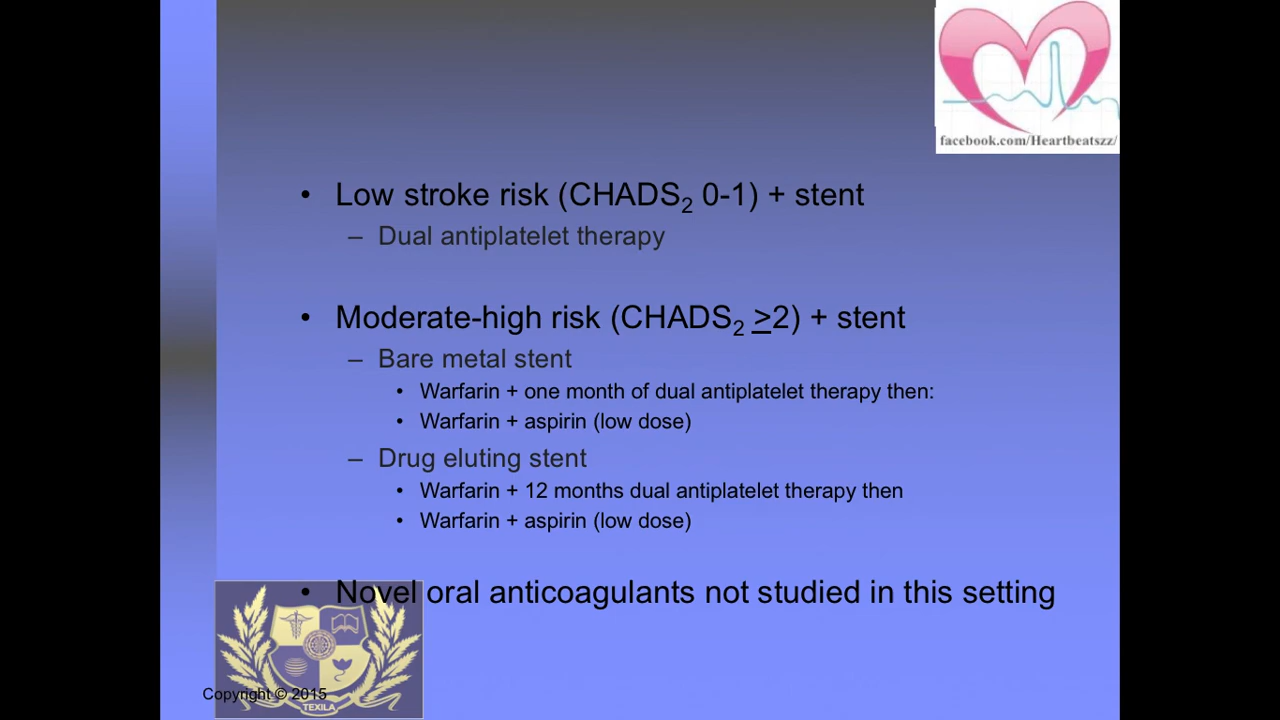 facebook.com/Heartbeatszz/
• Low stroke risk (CHADS₂ 0-1) + stent
– Dual antiplatelet therapy
• Moderate-high risk (CHADS₂ >2) + stent
– Bare metal stent
• Warfarin + one month of dual antiplatelet therapy then:
• Warfarin + aspirin (low dose)
– Drug eluting stent
• Warfarin + 12 months dual antiplatelet therapy then
• Warfarin + aspirin (low dose)
• Novel oral anticoagulants not studied in this setting
Copyright © 2015
TEXILA